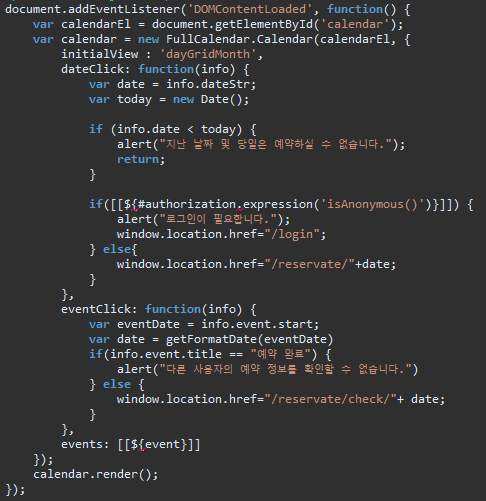 document.addEventListener('DOMContentLoaded', function() {
    var calendarEl = document.getElementById('calendar');
    var calendar = new FullCalendar.Calendar(calendarEl, {
        initialView : 'dayGridMonth',
        dateClick: function(info) {
            var date = info.dateStr;
            var today = new Date();

            if (info.date < today) {
                alert("지난 날짜 및 당일은 예약하실 수 없습니다.");
                return;
            }

            if([[${#authorization.expression('isAnonymous()')}]]) {
                alert("로그인이 필요합니다.");
                window.location.href="/login";
            } else{
                window.location.href="/reservate/"+date;
            }
        },
        eventClick: function(info) {
            var eventDate = info.event.start;
            var date = getFormatDate(eventDate)
            if(info.event.title == "예약 완료") {
                alert("다른 사용자의 예약 정보를 확인할 수 없습니다.")
            } else {
                window.location.href="/reservate/check/"+ date;
            }
        },
        events: [[${event}]]
    });
    calendar.render();
});